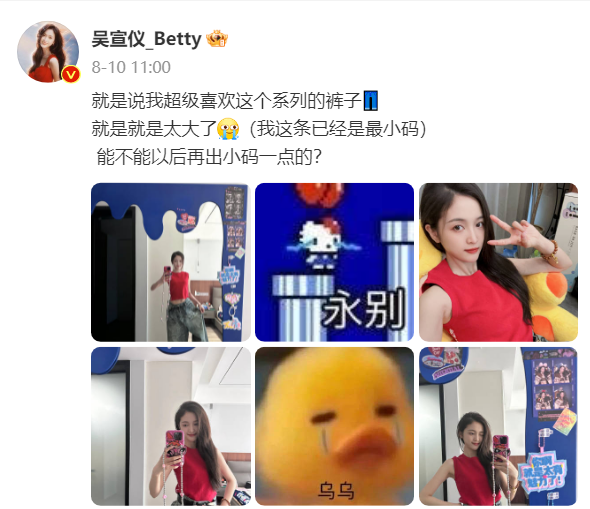 吴宣仪_Betty
8-10 11:00
就是说我超级喜欢这个系列的裤子👖
就是就是太大了😭（我这条已经是最小码）
能不能以后再出小码一点的？
永别
乌乌